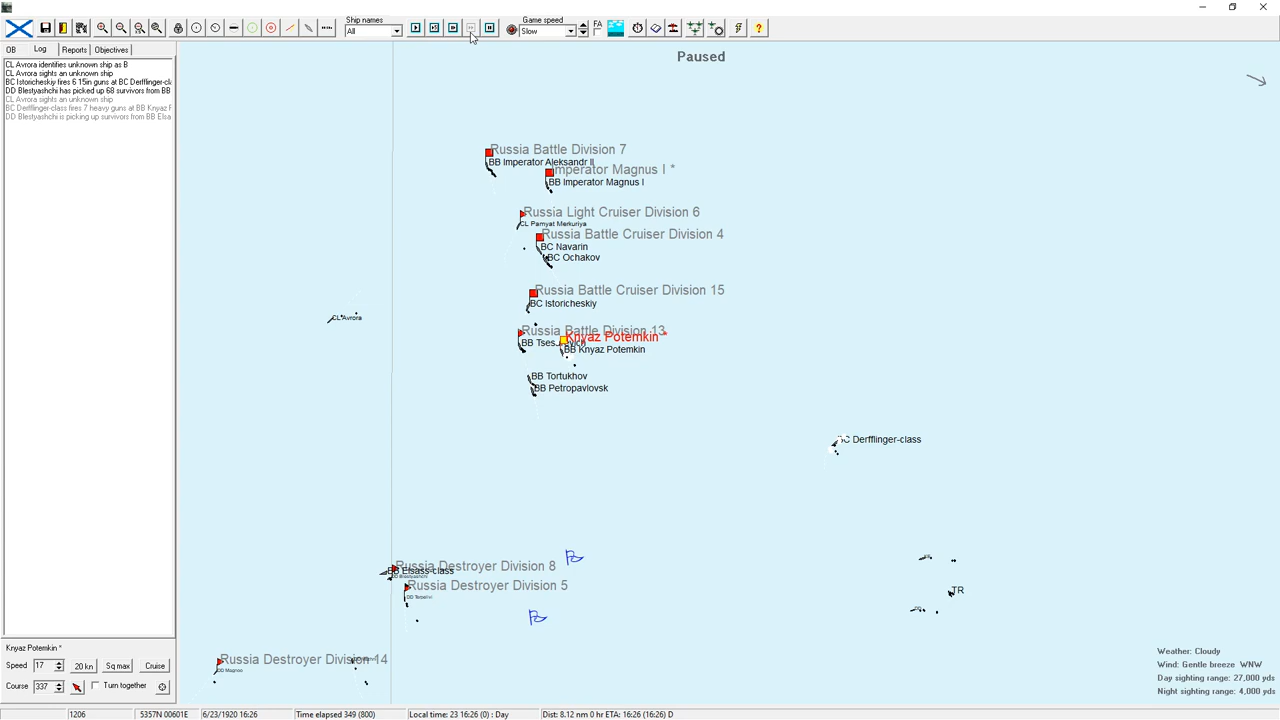 Ship names
All
Game speed
Slow
FA
OB
Log
Reports
Objectives
CL Avrora identifies unknown ship as B
CL Avrora sights an unknown ship
BC Istoricheskiy fires 6 15in guns at BC Derfflinger-cla
DD Blestyashchi has picked up 68 survivors from BB
CL Avrora sights an unknown ship
BC Derfflinger-class fires 7 heavy guns at BB Knyaz F
DD Blestyashchi is picking up survivors from BB Elsa
Paused
Russia Battle Division 7
BB Imperator Aleksandr II
Imperator Magnus I *
BB Imperator Magnus I
Russia Light Cruiser Division 6
CL Pamyat Merkuriya
Russia Battle Cruiser Division 4
BC Navarin
BC Ochakov
Russia Battle Cruiser Division 15
BC Istoricheskiy
CL Avrora
Russia Battle Division 13
Knyaz Potemkin *
BB Knyaz Potemkin
BB Tortukhov
BB Petropavlovsk
BC Derfflinger-class
Russia Destroyer Division 8
BB Elsass-class
DD Blestyashchi
Russia Destroyer Division 5
TR
Russia Destroyer Division 14
Knyaz Potemkin *
Speed
17
20 kn
Sq max
Cruise
Course
337
Turn together
Weather: Cloudy
Wind: Gentle breeze WNW
Day sighting range: 27,000 yds
Night sighting range: 4,000 yds
1206
5357N 00601E
6/23/1920 16:26
Time elapsed 349 (800)
Local time: 23 16:26 (0) : Day
Dist: 8.12 nm 0 hr ETA: 16:26 (16:26) D